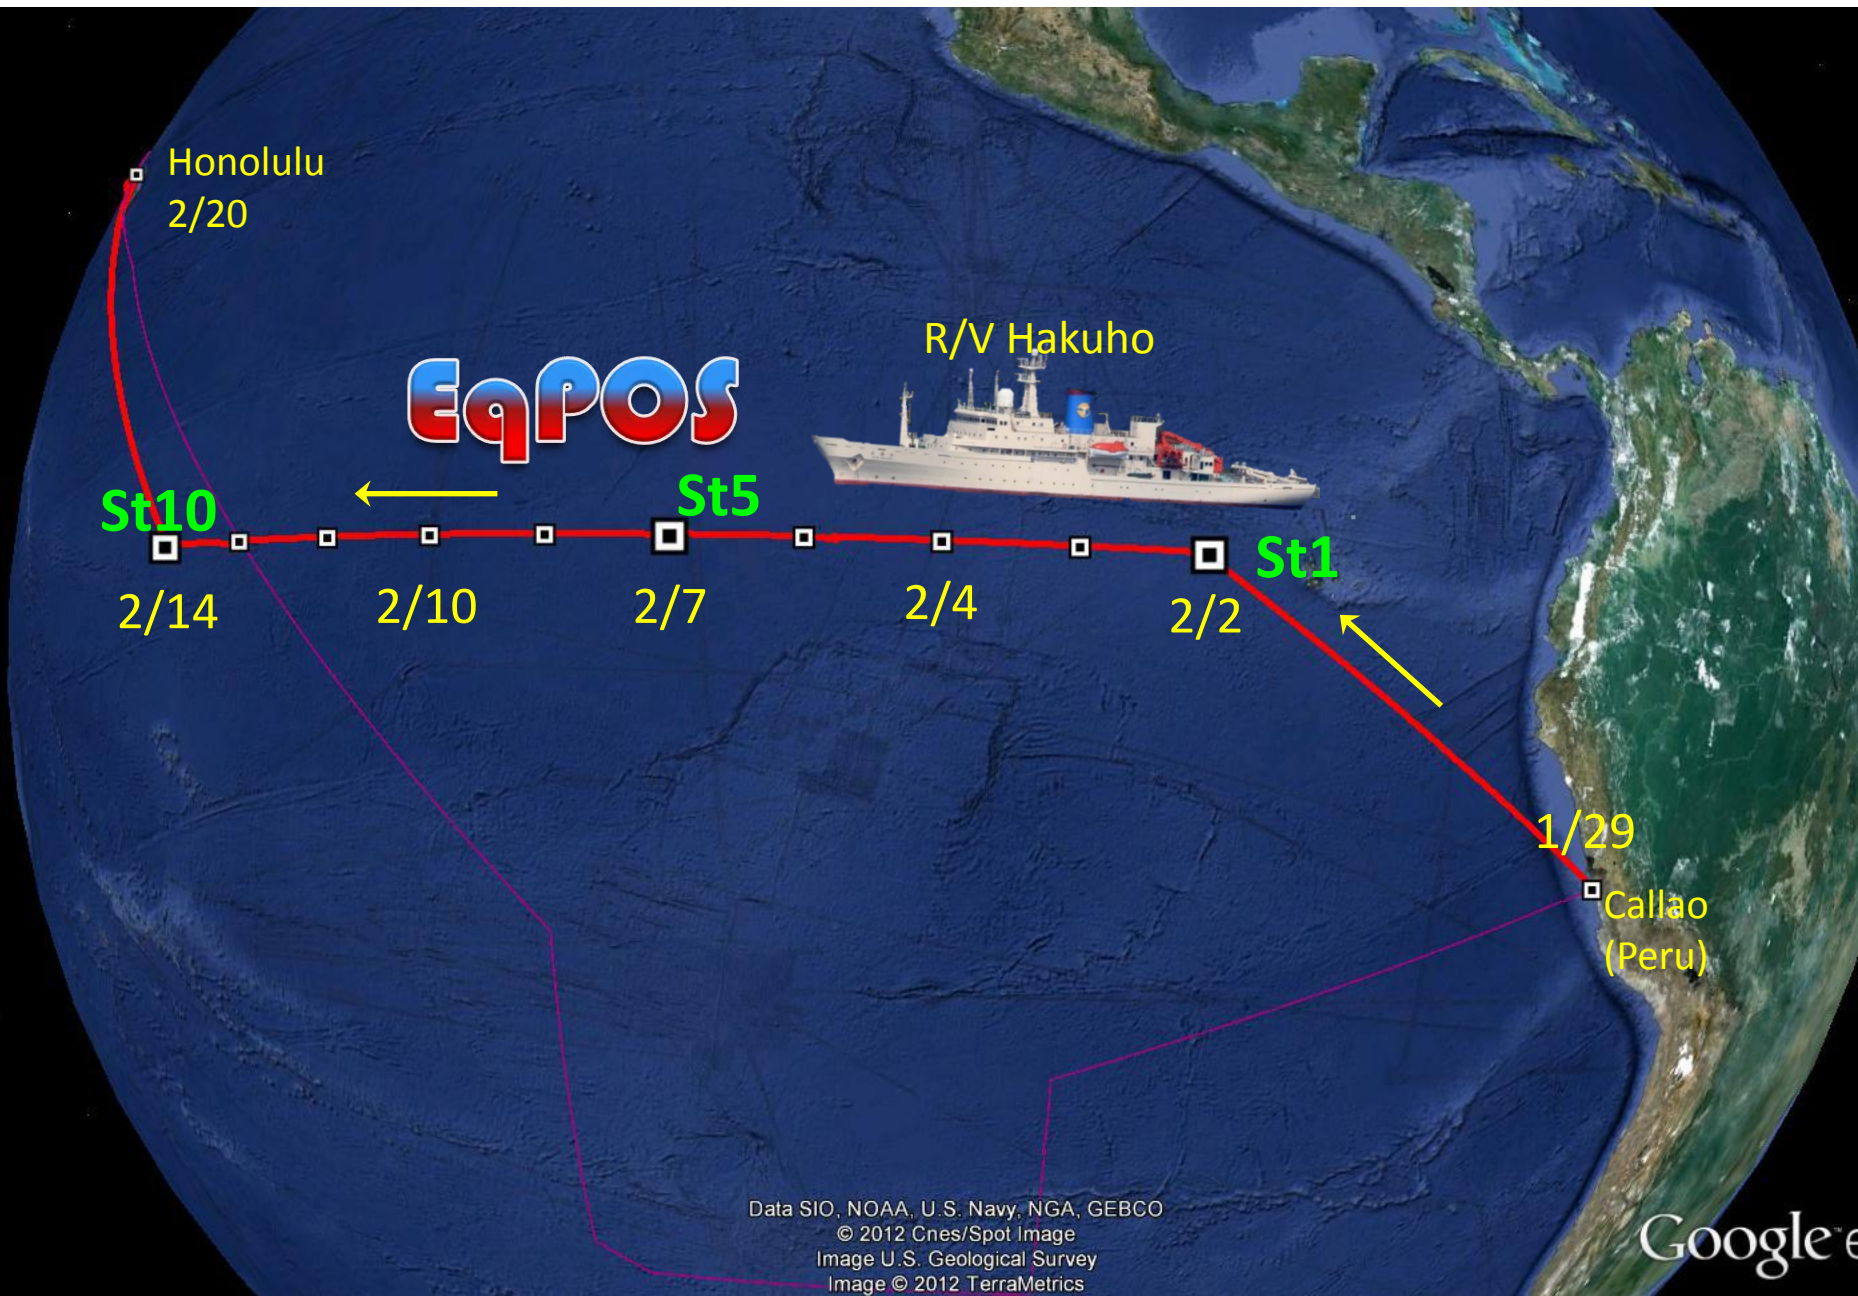 Honolulu
2/20
R/V Hakuho
EqPOS
St10
St5
St1
2/14
2/10
2/7
2/4
2/2
1/29
Callao
(Peru)
Data SIO, NOAA, U.S. Navy, NGA, GEBCO
© 2012 Cnes/Spot Image
Image U.S. Geological Survey
Image © 2012 TerraMetrics
Google™ e